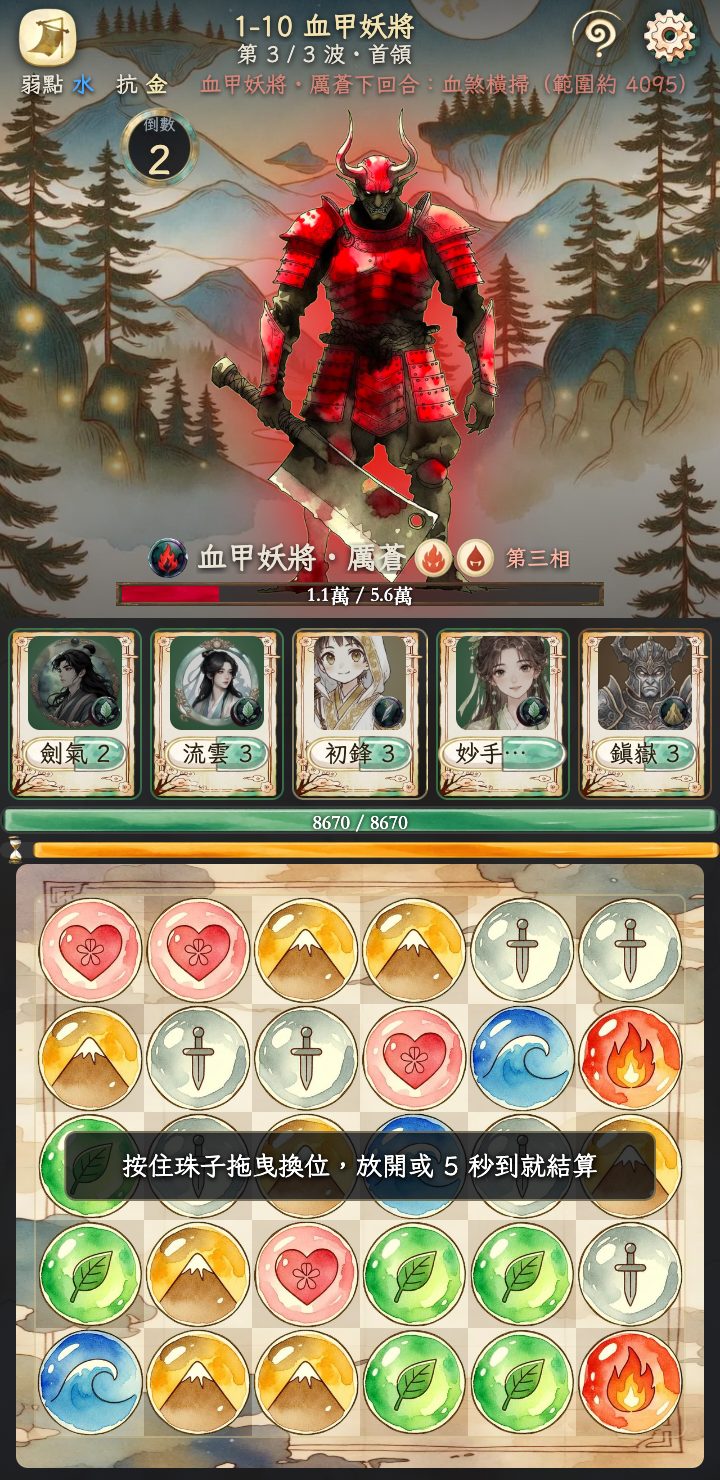 1-10 血甲妖將
第 3 / 3 波・首領
弱點 水 抗 金
血甲妖將・厲蒼下回合：血煞橫掃（範圍約 4095）
倒數
2
血甲妖將・厲蒼 第三相
1.1萬 / 5.6萬
劍氣 2
流雲 3
初鋒 3
妙手…
鎮嶽 3
8670 / 8670
按住珠子拖曳換位，放開或 5 秒到就結算